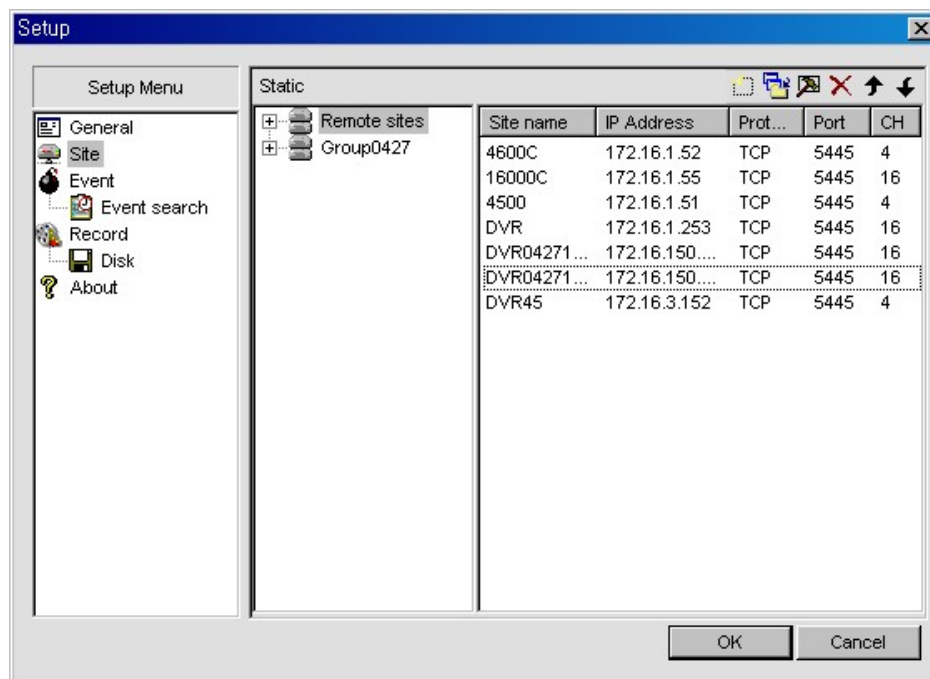 Setup
Setup Menu
General
Site
Event
Event search
Record
Disk
About
Static
Remote sites
Group0427
Site name IP Address Prot... Port CH
4600C 172.16.1.52 TCP 5445 4
16000C 172.16.1.55 TCP 5445 16
4500 172.16.1.51 TCP 5445 4
DVR 172.16.1.253 TCP 5445 16
DVR04271... 172.16.150.... TCP 5445 16
DVR04271... 172.16.150.... TCP 5445 16
DVR45 172.16.3.152 TCP 5445 4
OK Cancel